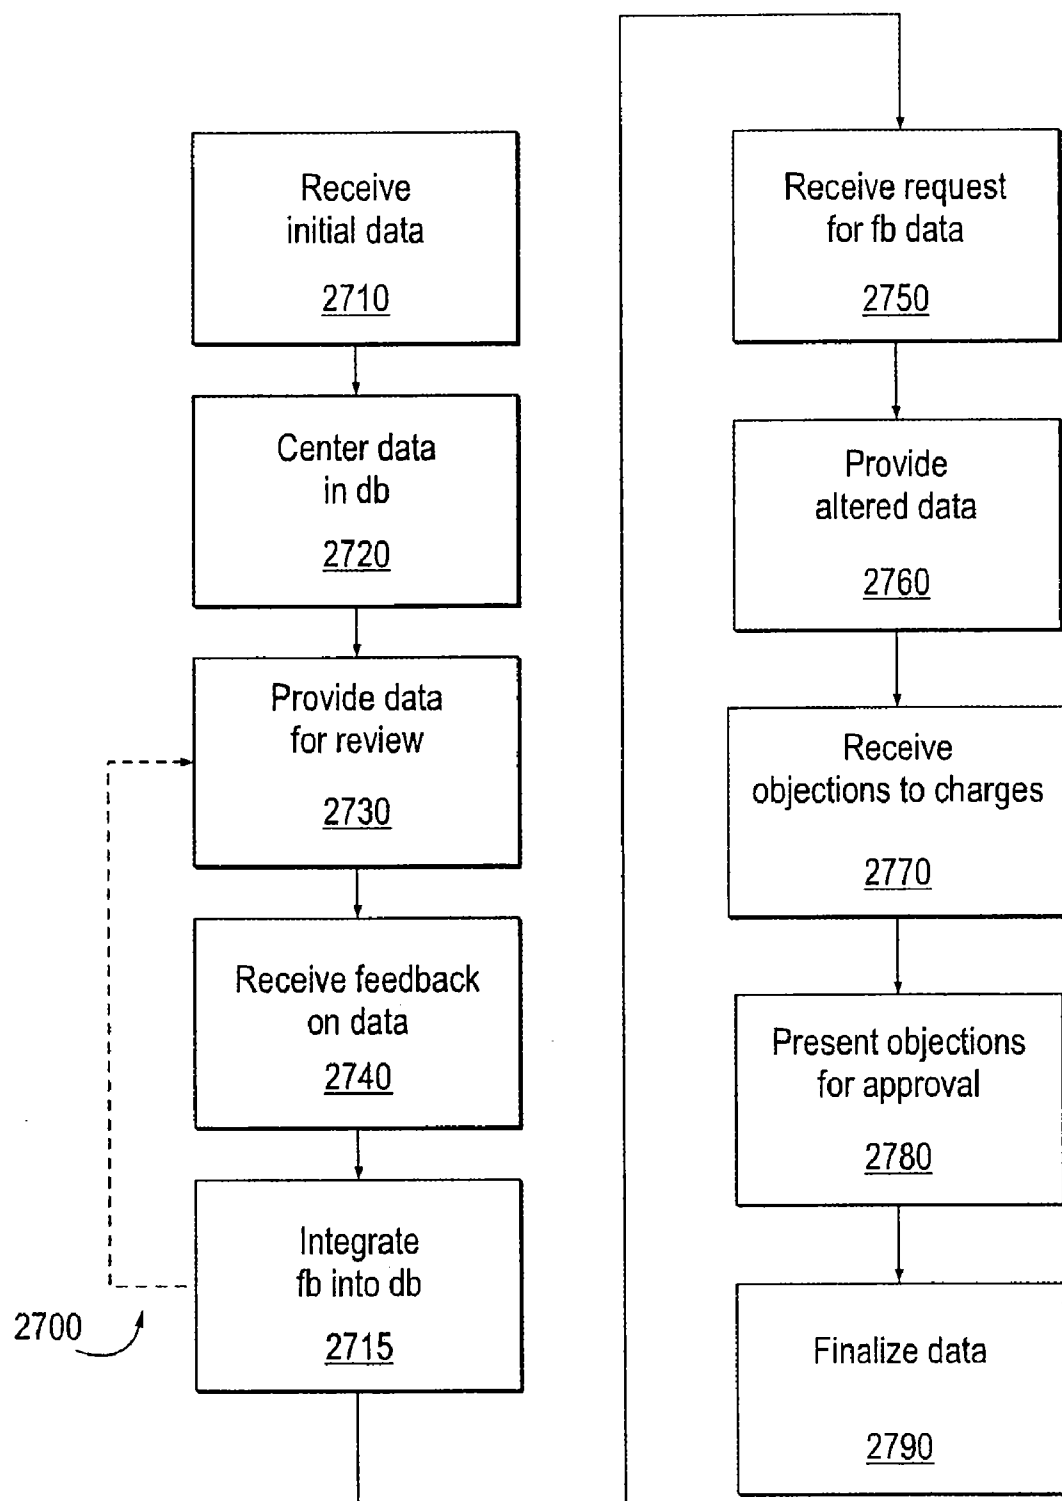 Receive
initial data
2710
Center data
in db
2720
Provide data
for review
2730
Receive feedback
on data
2740
Integrate
fb into db
2715
2700
Receive request
for fb data
2750
Provide
altered data
2760
Receive
objections to charges
2770
Present objections
for approval
2780
Finalize data
2790